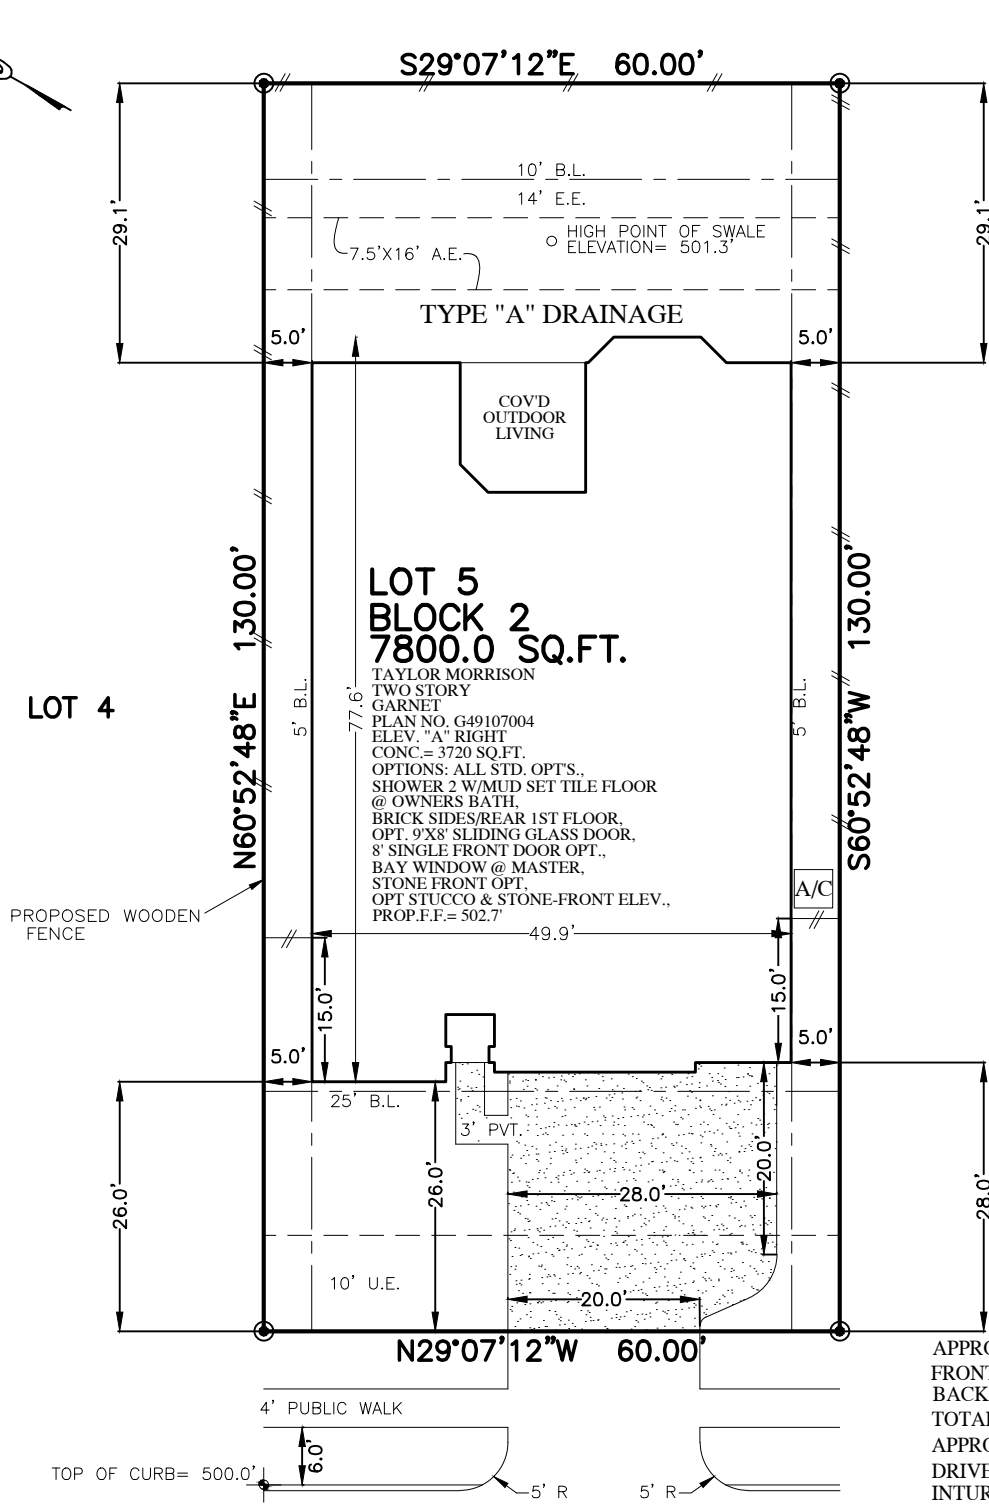 S29°07'12"E 60.00'
10' B.L.
14' E.E.
HIGH POINT OF SWALE
ELEVATION= 501.3'
7.5'X16' A.E.
29.1'
29.1'
TYPE "A" DRAINAGE
5.0'
5.0'
COV'D
OUTDOOR
LIVING
N60°52'48"E 130.00'
S60°52'48"W 130.00'
LOT 5
BLOCK 2
7800.0 SQ.FT.
TAYLOR MORRISON
TWO STORY
GARNET
PLAN NO. G49107004
ELEV. "A" RIGHT
CONC.= 3720 SQ.FT.
OPTIONS: ALL STD. OPT'S.,
SHOWER 2 W/MUD SET TILE FLOOR
@ OWNERS BATH,
BRICK SIDES/REAR 1ST FLOOR,
OPT. 9'X8' SLIDING GLASS DOOR,
8' SINGLE FRONT DOOR OPT.,
BAY WINDOW @ MASTER,
STONE FRONT OPT,
OPT STUCCO & STONE-FRONT ELEV.,
PROP.F.F.= 502.7'
LOT 4
5' B.L.
77.6'
5' B.L.
A/C
PROPOSED WOODEN
FENCE
49.9'
15.0'
15.0'
5.0'
5.0'
25' B.L.
3' PVT.
26.0'
26.0'
28.0'
20.0'
28.0'
10' U.E.
20.0'
N29°07'12"W 60.00'
4' PUBLIC WALK
6.0'
TOP OF CURB= 500.0'
5' R
5' R
FRONT
BACK